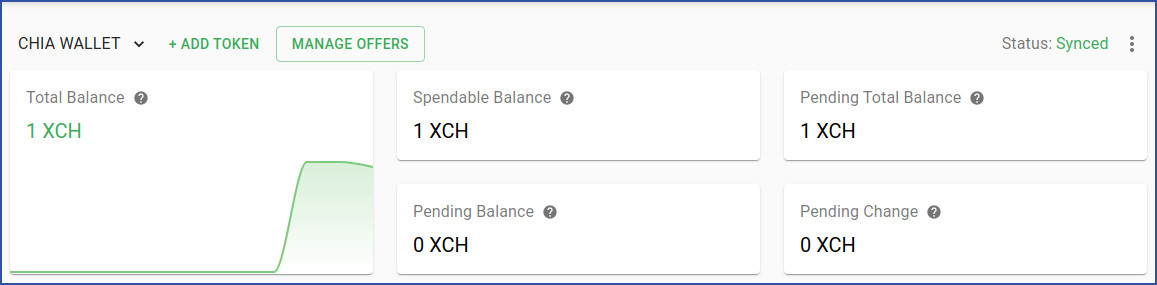 CHIA WALLET + ADD TOKEN MANAGE OFFERS Status: Synced
Total Balance
1 XCH
Spendable Balance
1 XCH
Pending Total Balance
1 XCH
Pending Balance
0 XCH
Pending Change
0 XCH